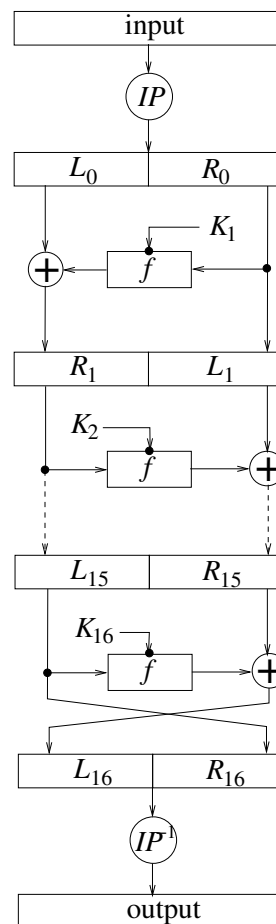 input
IP
L0 R0
K1
+ f
R1 L1
K2
f +
L15 R15
K16
f +
L16 R16
IP-1
output